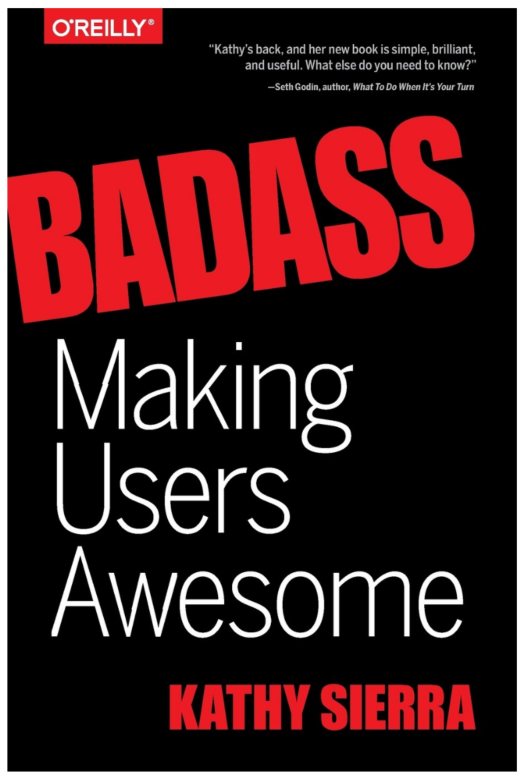 O'REILLY®
“Kathy's back, and her new book is simple, brilliant,
and useful. What else do you need to know?”
—Seth Godin, author, What To Do When It's Your Turn
BADASS
Making
Users
Awesome
KATHY SIERRA